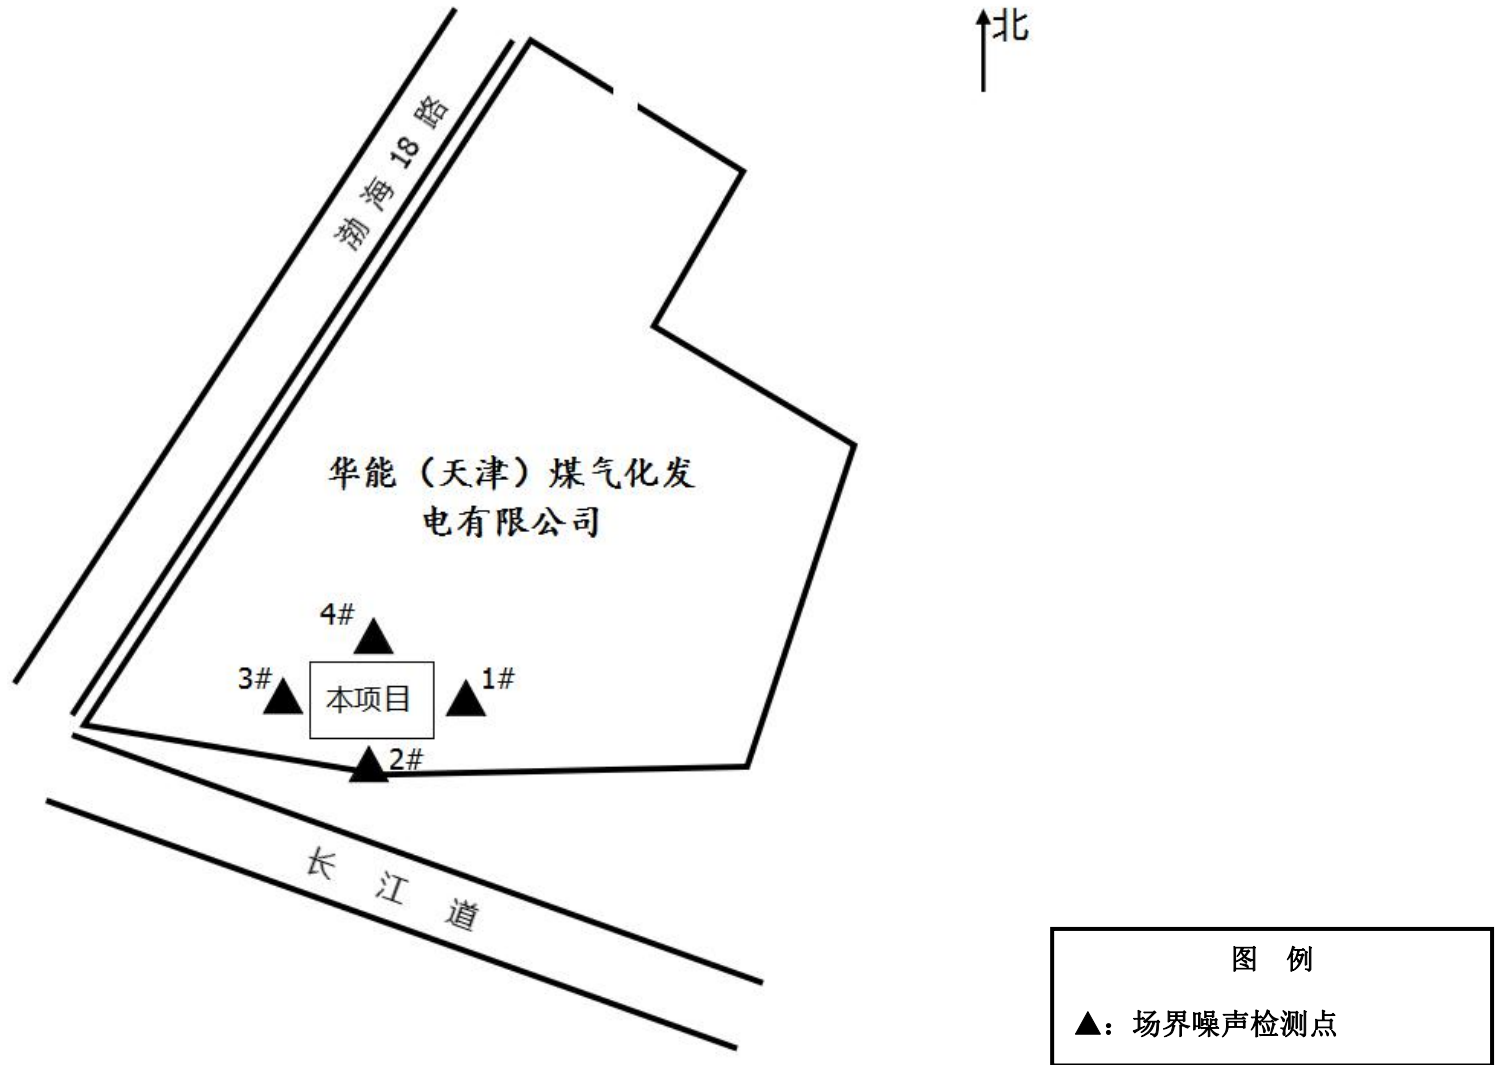 北
渤海18路
华能（天津）煤气化发
电有限公司
4#
3#
本项目
1#
2#
长江道
图 例
▲：场界噪声检测点